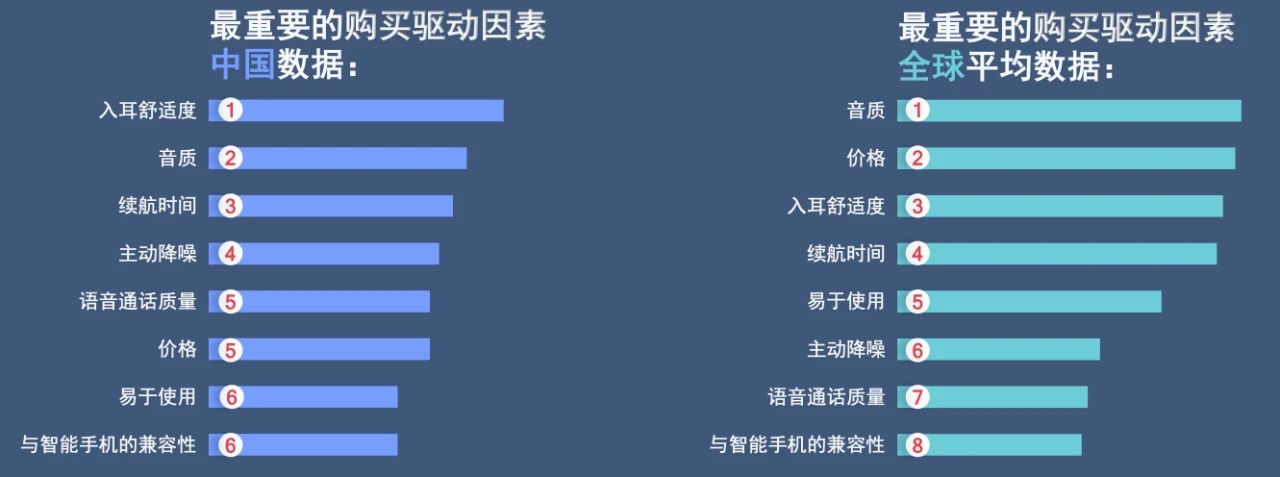 最重要的购买驱动因素
中国数据：
入耳舒适度 1
音质 2
续航时间 3
主动降噪 4
语音通话质量 5
价格 5
易于使用 6
与智能手机的兼容性 6
最重要的购买驱动因素
全球平均数据：
音质 1
价格 2
入耳舒适度 3
续航时间 4
易于使用 5
主动降噪 6
语音通话质量 7
与智能手机的兼容性 8